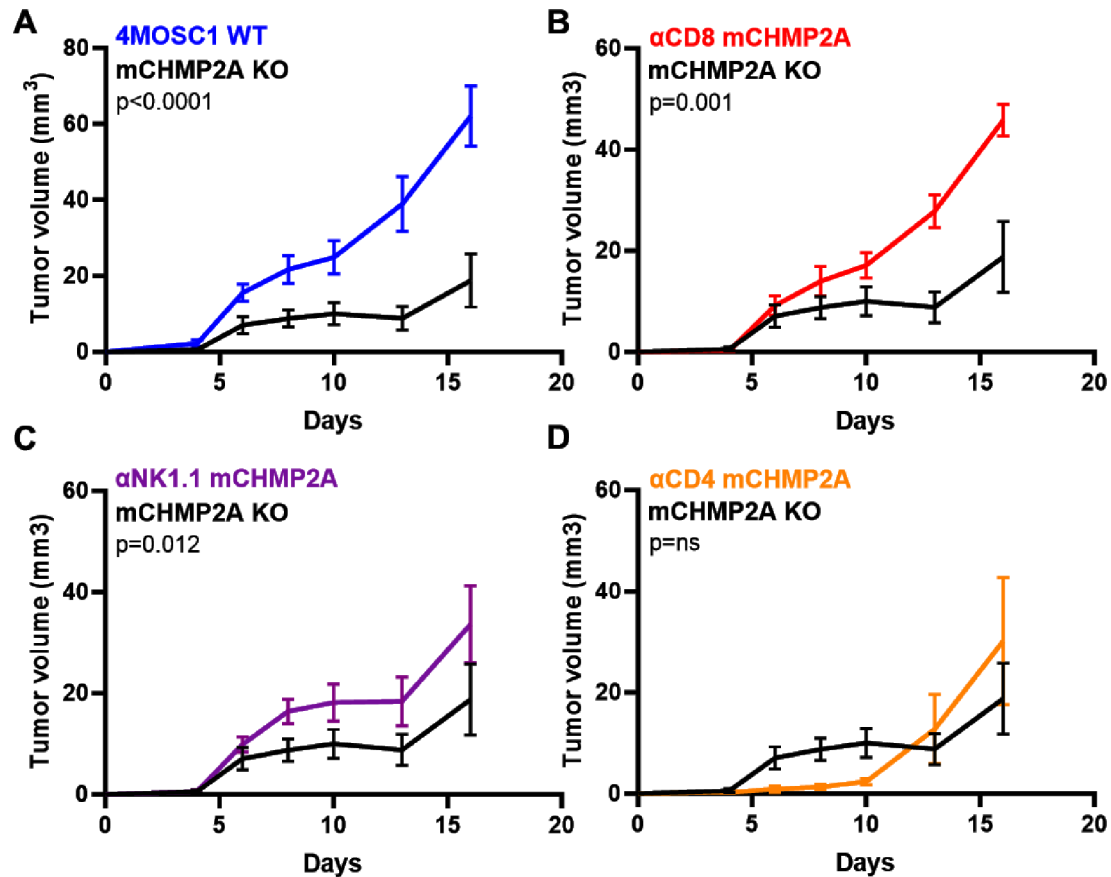 A
4MOSC1 WT
mCHMP2A KO
p<0.0001
Tumor volume (mm³)
80
60
40
20
0
0 5 10 15 20
Days
B
αCD8 mCHMP2A
mCHMP2A KO
p=0.001
Tumor volume (mm3)
60
40
20
0
0 5 10 15 20
Days
C
αNK1.1 mCHMP2A
mCHMP2A KO
p=0.012
Tumor volume (mm3)
60
40
20
0
0 5 10 15 20
Days
D
αCD4 mCHMP2A
mCHMP2A KO
p=ns
Tumor volume (mm3)
60
40
20
0
0 5 10 15 20
Days